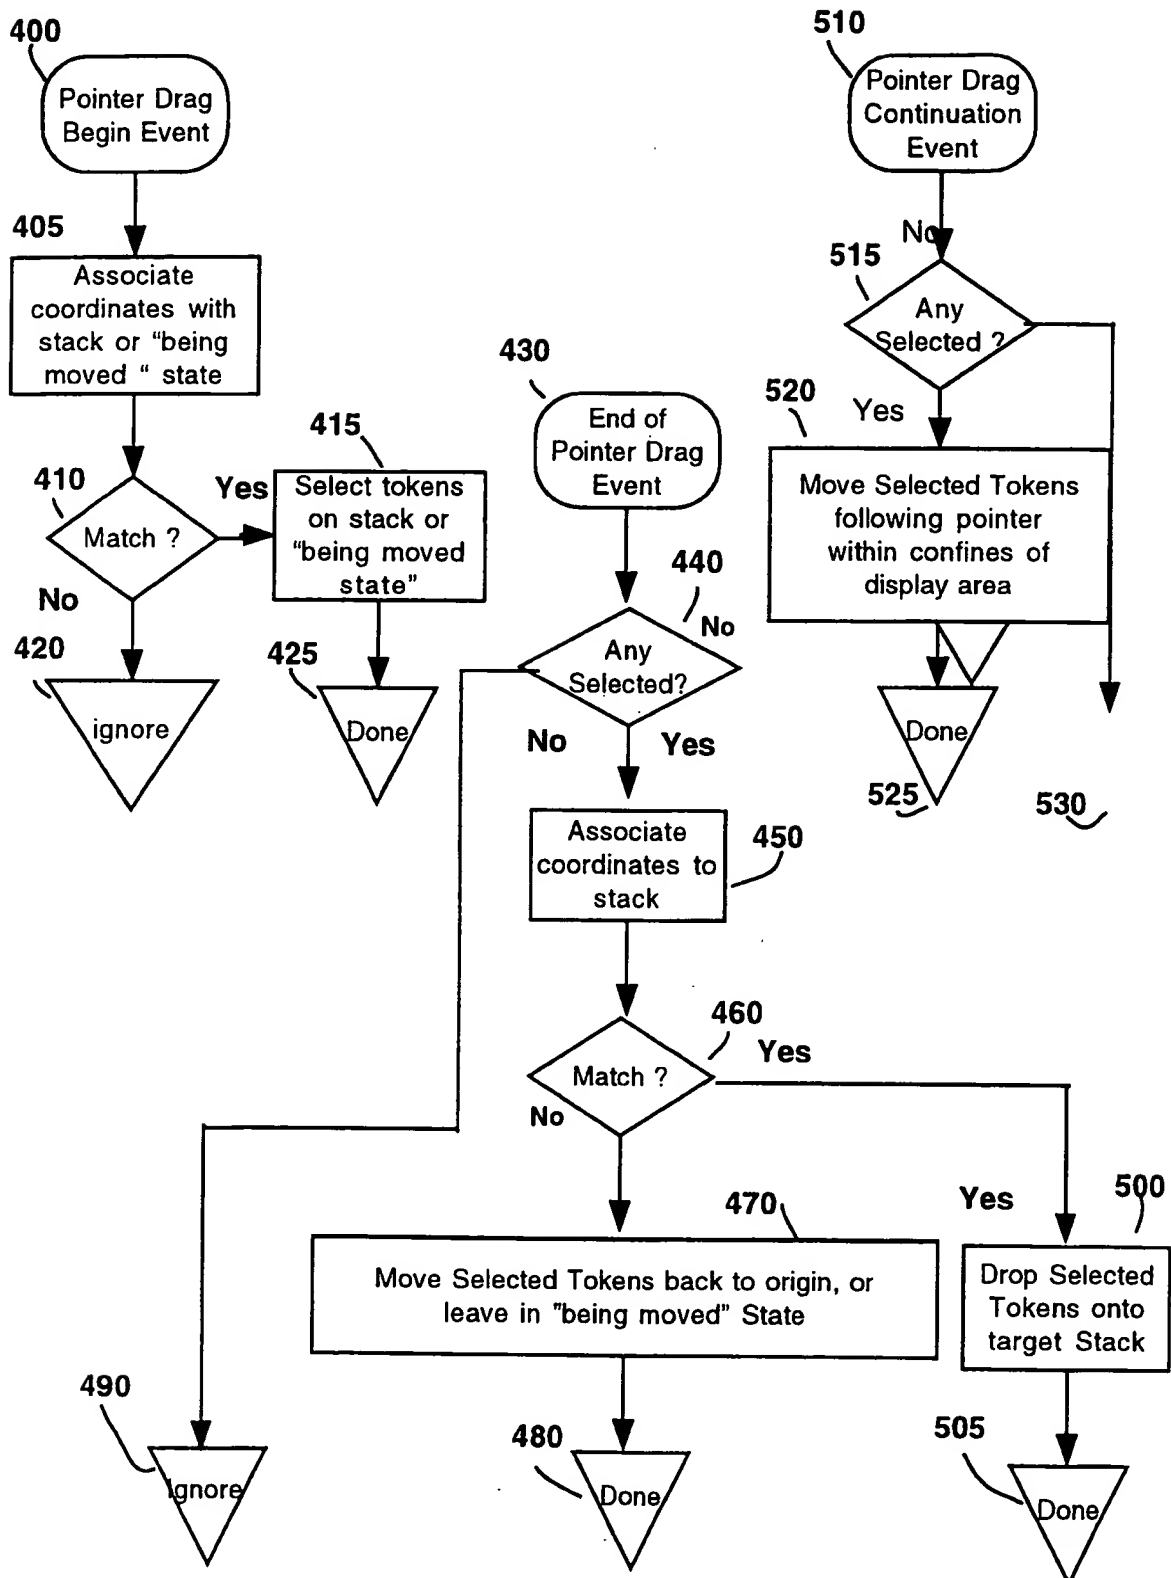 400
Pointer Drag
Begin Event
405
Associate
coordinates with
stack or “being
moved “ state
410
Match ?
Yes
No
415
Select tokens
on stack or
“being moved
state”
420
ignore
425
Done
430
End of
Pointer Drag
Event
440
No
Any
Selected?
No
Yes
Associate
coordinates to
stack
450
460
Match ?
Yes
No
470
Move Selected Tokens back to origin, or
leave in "being moved" State
Yes
500
Drop Selected
Tokens onto
target Stack
490
Ignore
480
Done
505
Done
510
Pointer Drag
Continuation
Event
No
515
Any
Selected ?
Yes
520
Move Selected Tokens
following pointer
within confines of
display area
Done
525
530